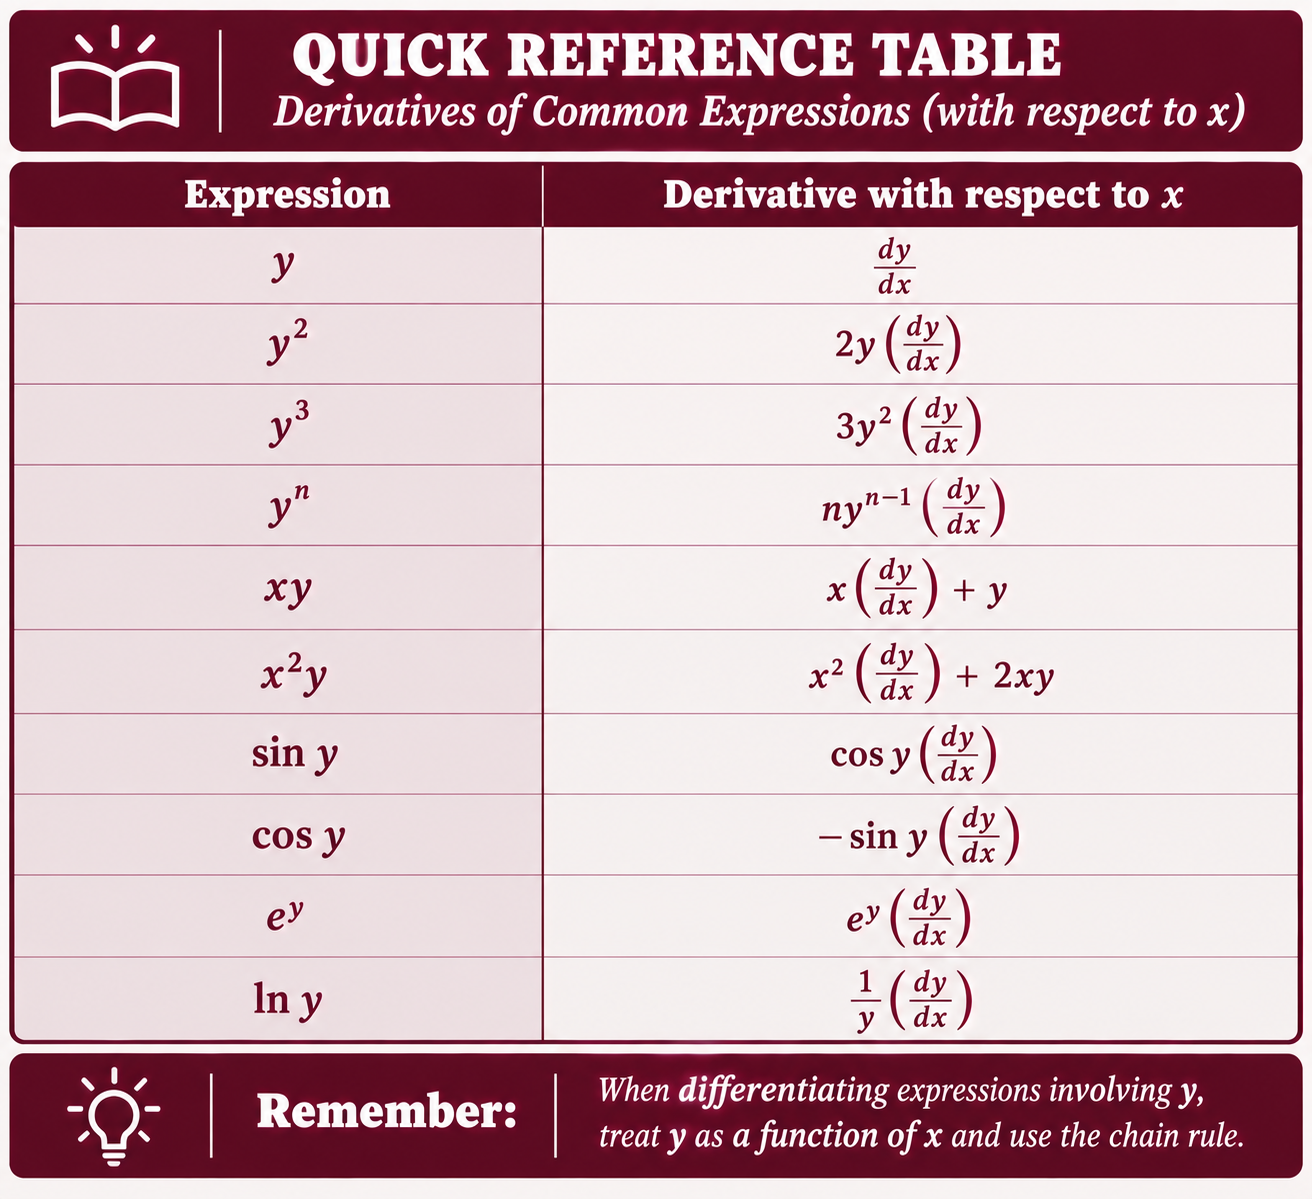 QUICK REFERENCE TABLE
Derivatives of Common Expressions (with respect to x)
Expression	Derivative with respect to x
y	dy/dx
y²	2y (dy/dx)
y³	3y² (dy/dx)
yⁿ	nyⁿ⁻¹ (dy/dx)
xy	x (dy/dx) + y
x²y	x² (dy/dx) + 2xy
sin y	cos y (dy/dx)
cos y	− sin y (dy/dx)
eʸ	eʸ (dy/dx)
ln y	1/y (dy/dx)
Remember:
When differentiating expressions involving y,
treat y as a function of x and use the chain rule.